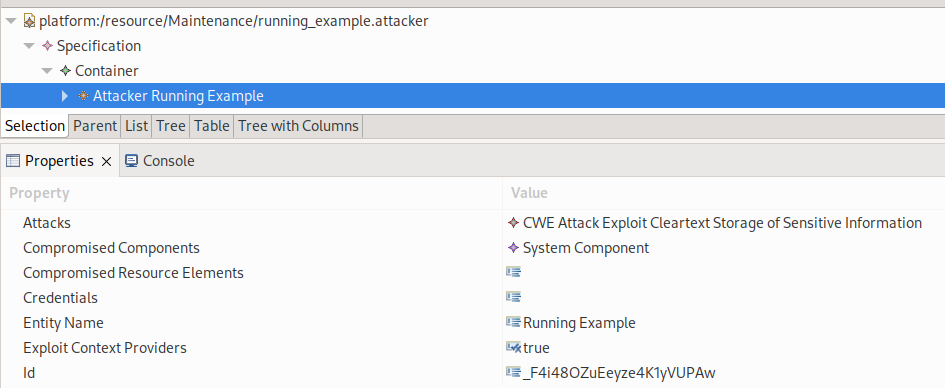 platform:/resource/Maintenance/running_example.attacker
Specification
Container
Attacker Running Example
Selection Parent List Tree Table Tree with Columns
Properties Console
Property Value
Attacks CWE Attack Exploit Cleartext Storage of Sensitive Information
Compromised Components System Component
Compromised Resource Elements
Credentials
Entity Name Running Example
Exploit Context Providers true
Id _F4i48OZuEeyze4K1yVUPAw